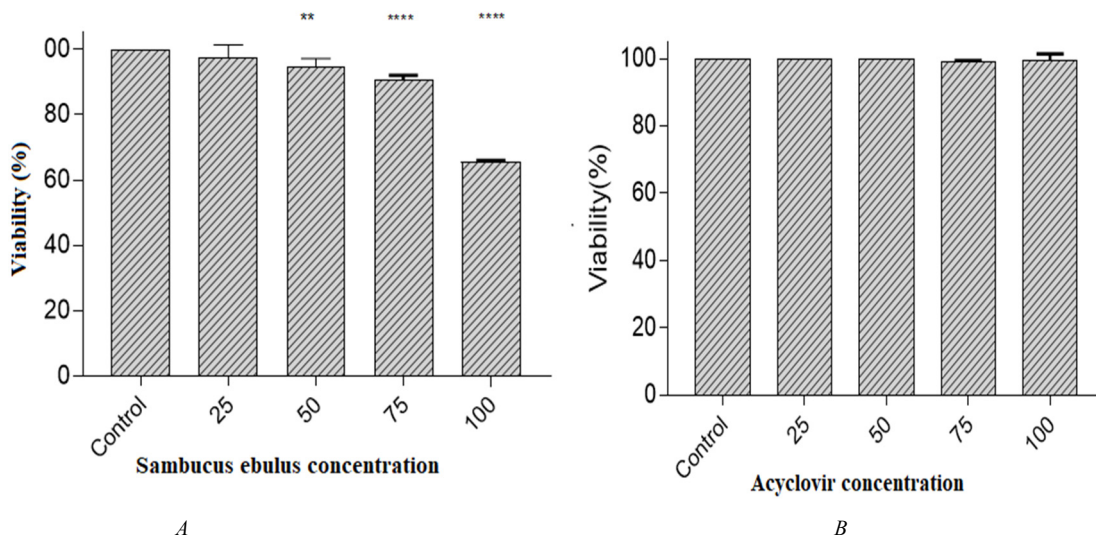 ** **** ****
Viability (%)
00
80
60
40
20
0
Control 25 50 75 100
Sambucus ebulus concentration
A
Viability(%)
100
80
60
40
20
0
Control 25 50 75 100
Acyclovir concentration
B